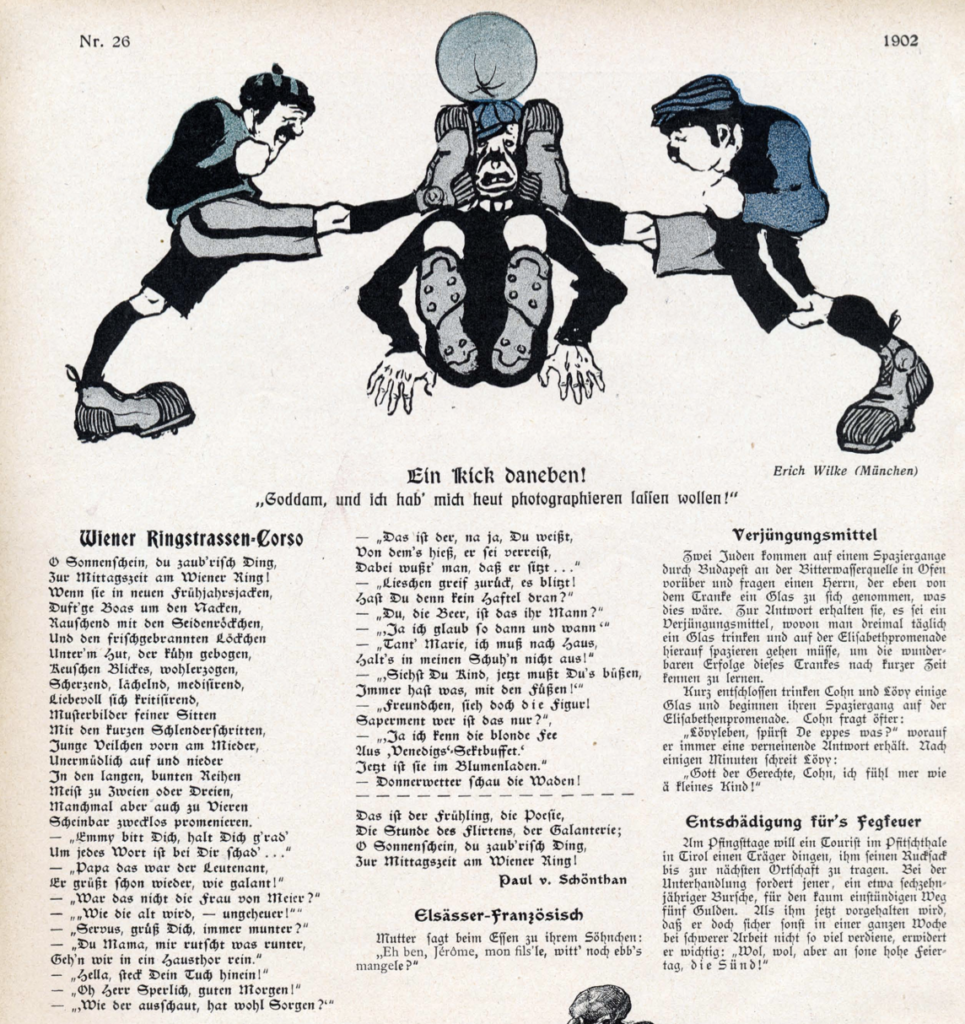 Nr. 26
1902
Erich Wilke (München)
Ein Kick daneben!
„Goddam, und ich hab' mich heut photographieren lassen wollen!“
Wiener Ringstrassen-Corso
O Sonnenschein, du zaub'risch Ding,
Zur Mittagszeit am Wiener Ring!
Wenn sie in neuen Frühjahrsjacken,
Duft'ge Boas um den Nacken,
Rauschend mit den Seidenröckchen,
Und den frischgebrannten Löckchen
Unter'm Hut, der kühn gebogen,
Keuschen Blickes, wohlerzogen,
Scherzend, lächelnd, medisirend,
Liebevoll sich kritisirend,
Musterbilder feiner Sitten
Mit den kurzen Schlenderschritten,
Junge Veilchen vorn am Mieder,
Unermüdlich auf und nieder
In den langen, bunten Reihen
Meist zu Zweien oder Dreien,
Manchmal aber auch zu Vieren
Scheinbar zwecklos promenieren.
— „Emmy bitt Dich, halt Dich g'rad'
Um jedes Wort ist bei Dir schad' . . .“
— „Papa das war der Leutenant,
Er grüßt schon wieder, wie galant!“
— „War das nicht die Frau von Meier?“
— „„Wie die alt wird, — ungeheuer!““
— „Servus, grüß Dich, immer munter?“
— „Du Mama, mir rutscht was runter,
Geh'n wir in ein Hausthor rein.“
— „Hella, steck Dein Tuch hinein!“
— „Oh Herr Sperlich, guten Morgen!“
— „‚Wie der ausschaut, hat wohl Sorgen?‘“
— „Das ist der, na ja, Du weißt,
Von dem's hieß, er sei verreist,
Dabei wußt' man, daß er sitzt . . .“
— „Lieschen greif zurück, es blitzt!
Hast Du denn kein Haftel dran?“
— „Du, die Beer, ist das ihr Mann?“
— „‚Ja ich glaub so dann und wann‘“
— „Tant' Marie, ich muß nach Haus,
Halt's in meinen Schuh'n nicht aus!“
— „‚Siehst Du Kind, jetzt mußt Du's büßen,
Immer hast was, mit den Füßen!‘“
— „Freundchen, sieh doch die Figur!
Saperment wer ist das nur?“,
— „‚Ja ich kenn die blonde Fee
Aus ‚Venedigs‘-Sektbuffet.‘
Jetzt ist sie im Blumenladen.“
— Donnerwetter schau die Waden!
— — — — — — — — — — — — — —
Das ist der Frühling, die Poesie,
Die Stunde des Flirtens, der Galanterie;
O Sonnenschein, du zaub'risch Ding,
Zur Mittagszeit am Wiener Ring!
Paul v. Schönthan
Elsässer-Französisch
Mutter sagt beim Essen zu ihrem Söhnchen:
„Eh ben, Jérôme, mon fils'le, witt' noch ebb's
mangele?“
Verjüngungsmittel
Zwei Juden kommen auf einem Spaziergange
durch Budapest an der Bitterwasserquelle in Ofen
vorüber und fragen einen Herrn, der eben von
dem Tranke ein Glas zu sich genommen, was
dies wäre. Zur Antwort erhalten sie, es sei ein
Verjüngungsmittel, wovon man dreimal täglich
ein Glas trinken und auf der Elisabethpromenade
hierauf spazieren gehen müsse, um die wunder-
baren Erfolge dieses Trankes nach kurzer Zeit
kennen zu lernen.
Kurz entschlossen trinken Cohn und Lövy einige
Glas und beginnen ihren Spaziergang auf der
Elisabethenpromenade. Cohn fragt öfter:
„Lövyleben, spürst De eppes was?“ worauf
er immer eine verneinende Antwort erhält. Nach
einigen Minuten schreit Lövy:
„Gott der Gerechte, Cohn, ich fühl mer wie
ä kleines Kind!“
Entschädigung für's Fegfeuer
Am Pfingsttage will ein Tourist im Pfitschthale
in Tirol einen Träger dingen, ihm seinen Rucksack
bis zur nächsten Ortschaft zu tragen. Bei der
Unterhandlung fordert jener, ein etwa sechzehn-
jähriger Bursche, für den kaum einstündigen Weg
fünf Gulden. Als ihm jetzt vorgehalten wird,
daß er doch sicher sonst in einer ganzen Woche
bei schwerer Arbeit nicht so viel verdiene, erwidert
er wichtig: „Wol, wol, aber an sone hohe Feier-
tag, die Sünd!“